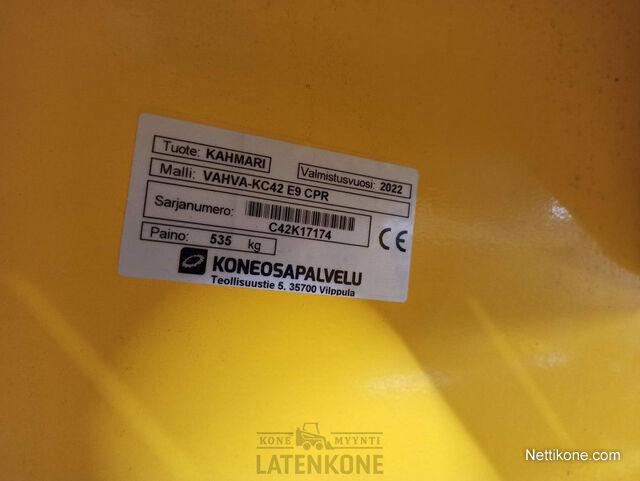 Tuote: KAHMARI
Valmistusvuosi: 2022
Malli: VAHVA-KC42 E9 CPR
Sarjanumero:
C42K17174
Paino: 535 kg
CE
KONEOSAPALVELU
Teollisuustie 5, 35700 Vilppula
KONE MYYNTI
LATENKONE
Nettikone.com